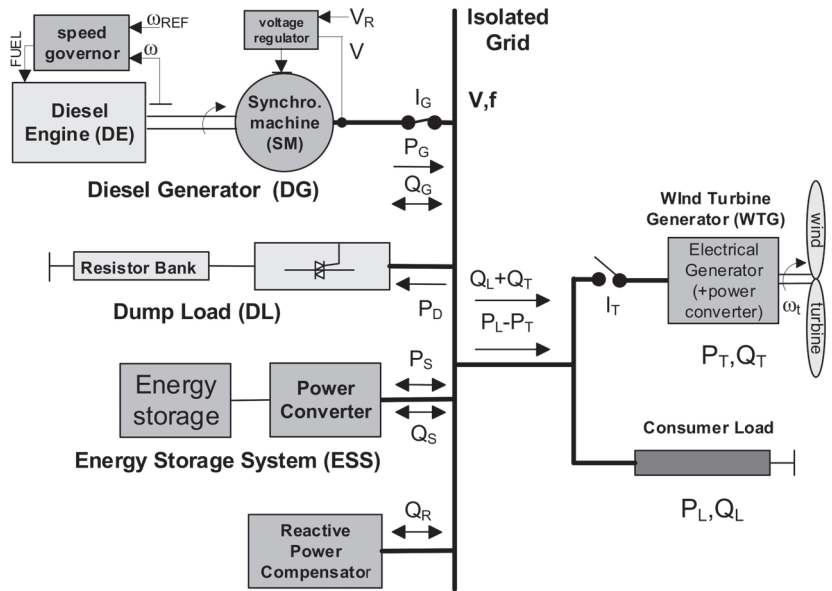 Isolated
Grid
V,f
FUEL
speed
governor
ωREF
ω
voltage
regulator
VR
V
Diesel
Engine (DE)
Synchro.
machine
(SM)
IG
PG
QG
Diesel Generator (DG)
Resistor Bank
Dump Load (DL)
PD
QL+QT
PL-PT
WInd Turbine
Generator (WTG)
Electrical
Generator
(+power
converter)
wind
turbine
ωt
IT
PT,QT
Energy
storage
Power
Converter
PS
QS
Energy Storage System (ESS)
Consumer Load
PL,QL
Reactive
Power
Compensator
QR